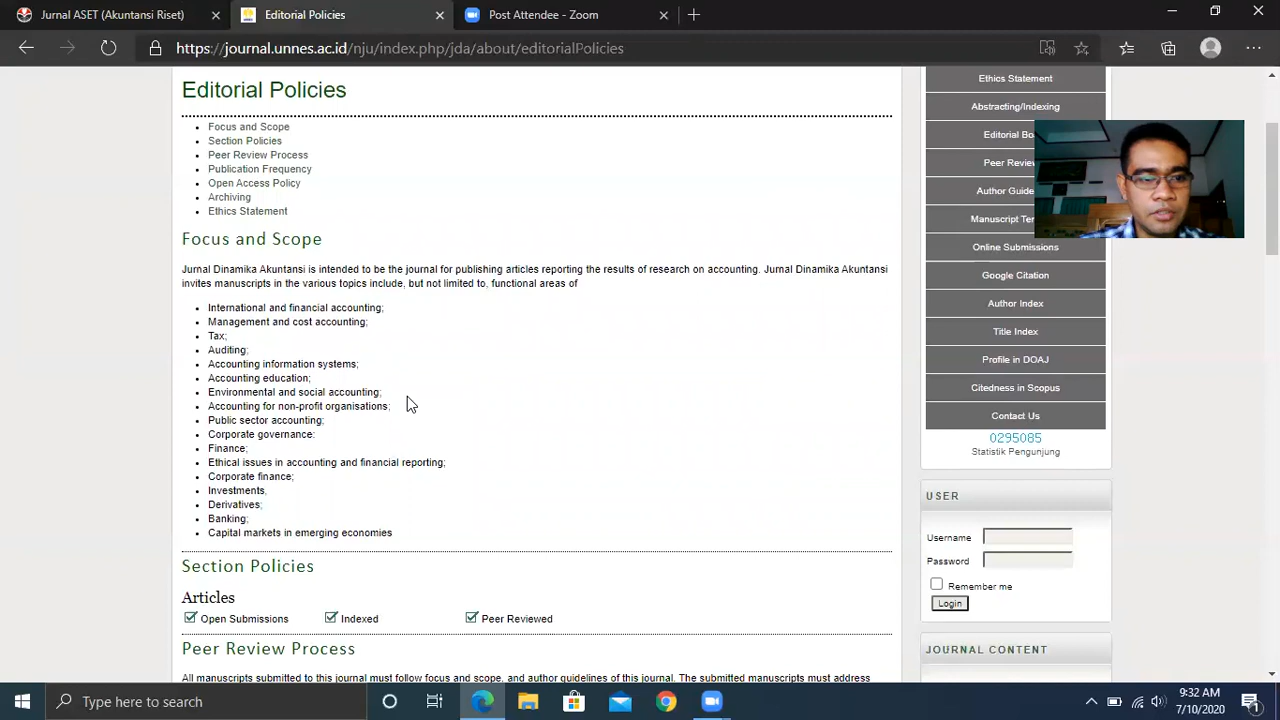 Jurnal ASET (Akuntansi Riset)
Editorial Policies
Post Attendee - Zoom
https://journal.unnes.ac.id/nju/index.php/jda/about/editorialPolicies
Editorial Policies
Focus and Scope
Section Policies
Peer Review Process
Publication Frequency
Open Access Policy
Archiving
Ethics Statement
Focus and Scope
Jurnal Dinamika Akuntansi is intended to be the journal for publishing articles reporting the results of research on accounting. Jurnal Dinamika Akuntansi
invites manuscripts in the various topics include, but not limited to, functional areas of
International and financial accounting;
Management and cost accounting;
Tax;
Auditing;
Accounting information systems;
Accounting education;
Environmental and social accounting;
Accounting for non-profit organisations;
Public sector accounting;
Corporate governance:
Finance;
Ethical issues in accounting and financial reporting;
Corporate finance;
Investments,
Derivatives;
Banking;
Capital markets in emerging economies
Section Policies
Articles
Open Submissions
Indexed
Peer Reviewed
Peer Review Process
All manuscripts submitted to this journal must follow focus and scope, and author guidelines of this journal. The submitted manuscripts must address
Ethics Statement
Abstracting/Indexing
Editorial Bo
Peer Review
Author Guide
Manuscript Te
Online Submissions
Google Citation
Author Index
Title Index
Profile in DOAJ
Citedness in Scopus
Contact Us
0295085
Statistik Pengunjung
USER
Username
Password
Remember me
Login
JOURNAL CONTENT
Type here to search
9:32 AM
7/10/2020
1